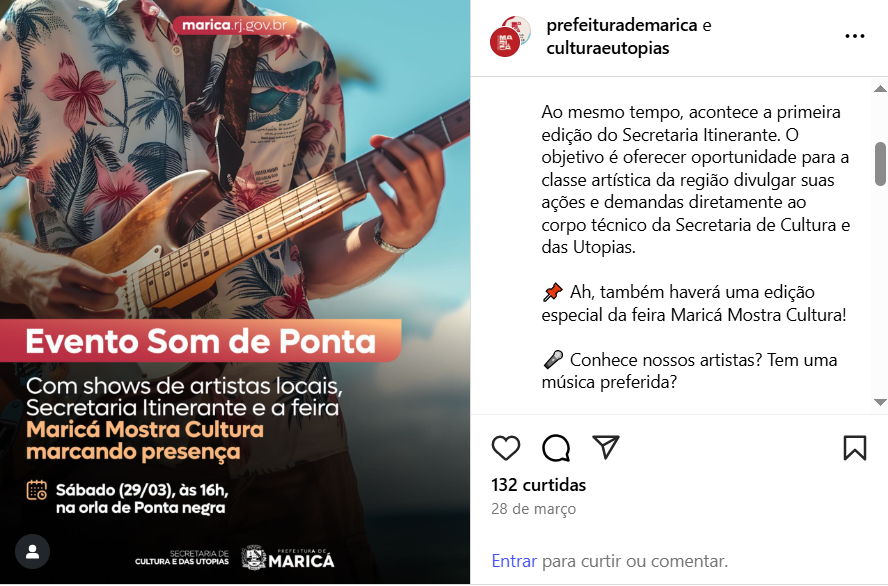 marica.rj.gov.br
Evento Som de Ponta
Com shows de artistas locais,
Secretaria Itinerante e a feira
Maricá Mostra Cultura
marcando presença
Sábado (29/03), às 16h,
na orla de Ponta negra
SECRETARIA DE
CULTURA E DAS UTOPIAS
PREFEITURA DE
MARICÁ
prefeiturademarica e
culturaeutopias
Ao mesmo tempo, acontece a primeira
edição do Secretaria Itinerante. O
objetivo é oferecer oportunidade para a
classe artística da região divulgar suas
ações e demandas diretamente ao
corpo técnico da Secretaria de Cultura e
das Utopias.
📌 Ah, também haverá uma edição
especial da feira Maricá Mostra Cultura!
🎤 Conhece nossos artistas? Tem uma
música preferida?
132 curtidas
28 de março
Entrar para curtir ou comentar.